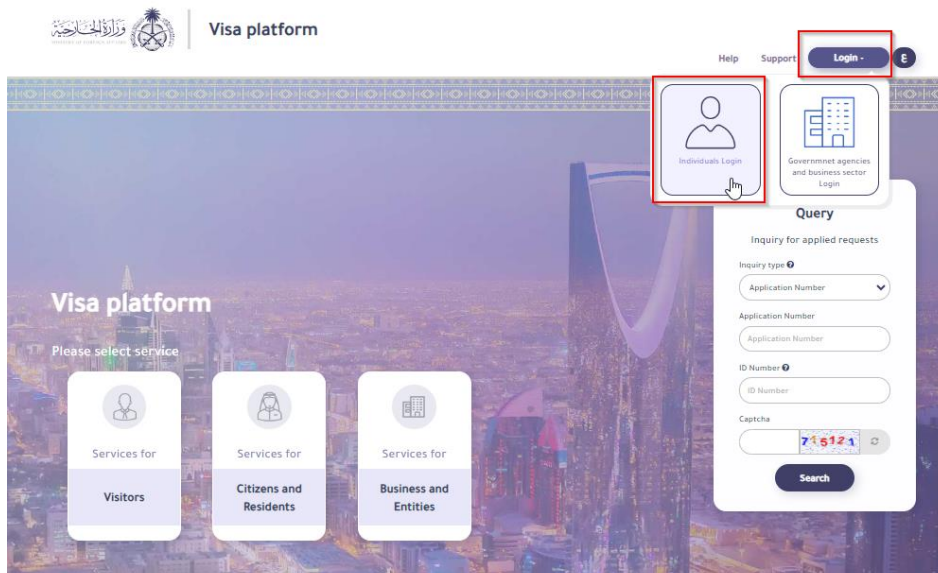 وزارة الخارجية
Visa platform
Help
Support
Login
ع
Individuals Login
Governmnet agencies
and business sector
Login
Query
Inquiry for applied requests
Inquiry type
Application Number
Application Number
Application Number
ID Number
ID Number
Captcha
715121
Search
Visa platform
Please select service
Services for
Visitors
Services for
Citizens and
Residents
Services for
Business and
Entities